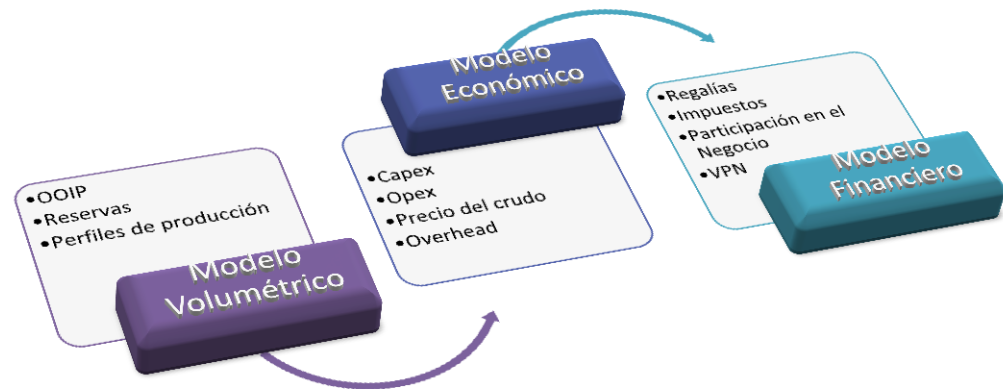 •OOIP
•Reservas
•Perfiles de producción
Modelo
Volumétrico
Modelo
Económico
•Capex
•Opex
•Precio del crudo
•Overhead
•Regalías
•Impuestos
•Participación en el
Negocio
•VPN
Modelo
Financiero